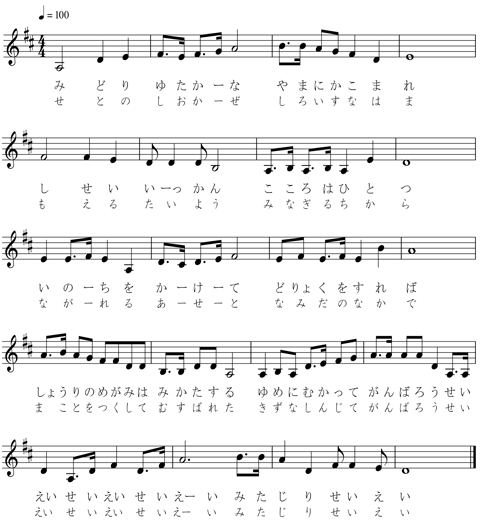 ♩= 100
み ど り ゆ た か ー な や ま に か こ ま れ
せ と の し お か ー ぜ し ろ い す な は ま
し せ い い ー っ か ん こ こ ろ は ひ と つ
も え る た い よ う み な ぎ る ち か ら
い の ー ち を か ー け ー て ど りょ く を す れ ば
な が ー れ る あ ー せ ー と な み だ の な か で
しょ う り の め が み は み か た す る ゆ め に む か っ て が ん ば ろ う せ い
ま こ と を つ く し て む す ば れ た き ず な し ん じ て が ん ば ろ う せ い
え い せ い え い せ い え ー い み た じ り せ い え い
え い せ い え い せ い え ー い み た じ り せ い え い